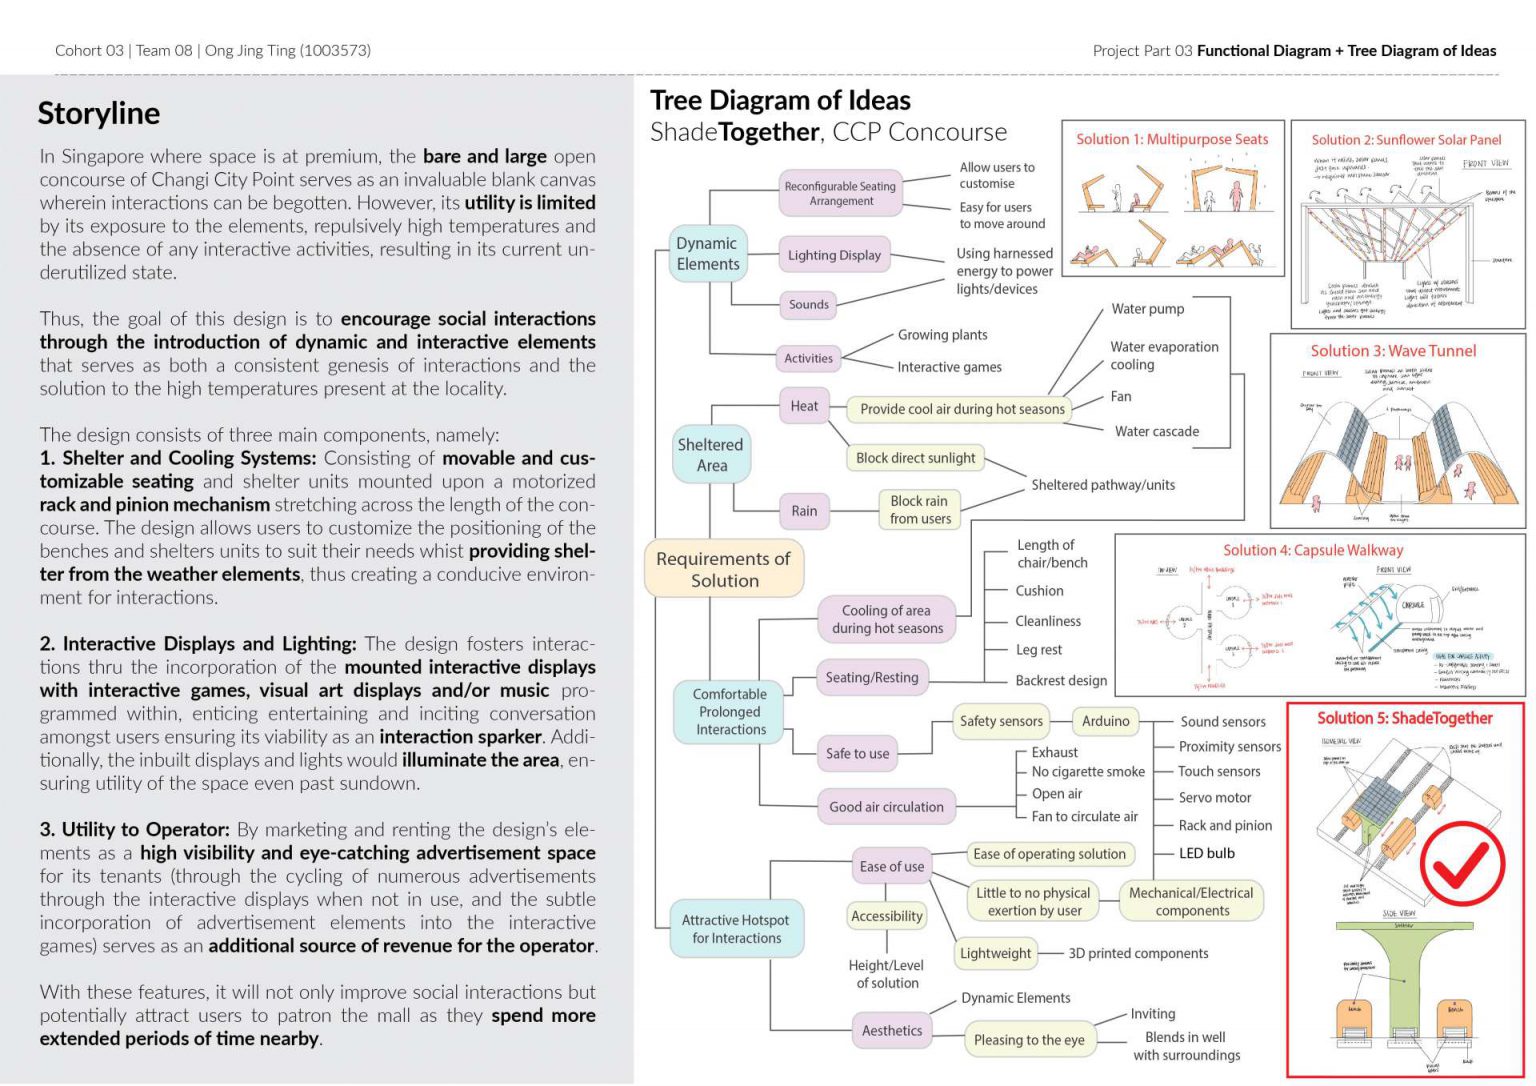 Cohort 03 | Team 08 | Ong Jing Ting (1003573)
Project Part 03 Functional Diagram + Tree Diagram of Ideas
Storyline
In Singapore where space is at premium, the bare and large open
concourse of Changi City Point serves as an invaluable blank canvas
wherein interactions can be begotten. However, its utility is limited
by its exposure to the elements, repulsively high temperatures and
the absence of any interactive activities, resulting in its current un-
derutilized state.
Thus, the goal of this design is to encourage social interactions
through the introduction of dynamic and interactive elements
that serves as both a consistent genesis of interactions and the
solution to the high temperatures present at the locality.
The design consists of three main components, namely:
1. Shelter and Cooling Systems: Consisting of movable and cus-
tomizable seating and shelter units mounted upon a motorized
rack and pinion mechanism stretching across the length of the con-
course. The design allows users to customize the positioning of the
benches and shelters units to suit their needs whist providing shel-
ter from the weather elements, thus creating a conducive environ-
ment for interactions.
2. Interactive Displays and Lighting: The design fosters interac-
tions thru the incorporation of the mounted interactive displays
with interactive games, visual art displays and/or music pro-
grammed within, enticing entertaining and inciting conversation
amongst users ensuring its viability as an interaction sparker. Addi-
tionally, the inbuilt displays and lights would illuminate the area, en-
suring utility of the space even past sundown.
3. Utility to Operator: By marketing and renting the design's ele-
ments as a high visibility and eye-catching advertisement space
for its tenants (through the cycling of numerous advertisements
through the interactive displays when not in use, and the subtle
incorporation of advertisement elements into the interactive
games) serves as an additional source of revenue for the operator.
With these features, it will not only improve social interactions but
potentially attract users to patron the mall as they spend more
extended periods of time nearby.
Tree Diagram of Ideas
ShadeTogether, CCP Concourse
Requirements of
Solution
Dynamic
Elements
Reconfigurable Seating
Arrangement
Allow users to
customise
Easy for users
to move around
Lighting Display
Using harnessed
energy to power
lights/devices
Sounds
Activities
Growing plants
Interactive games
Sheltered
Area
Heat
Provide cool air during hot seasons
Water pump
Water evaporation
cooling
Fan
Water cascade
Block direct sunlight
Sheltered pathway/units
Rain
Block rain
from users
Comfortable
Prolonged
Interactions
Cooling of area
during hot seasons
Seating/Resting
Length of
chair/bench
Cushion
Cleanliness
Leg rest
Backrest design
Safe to use
Safety sensors
Arduino
Sound sensors
Proximity sensors
Touch sensors
Servo motor
Rack and pinion
LED bulb
Good air circulation
Exhaust
No cigarette smoke
Open air
Fan to circulate air
Attractive Hotspot
for Interactions
Ease of use
Ease of operating solution
Little to no physical
exertion by user
Mechanical/Electrical
components
Accessibility
Height/Level
of solution
Lightweight
3D printed components
Aesthetics
Dynamic Elements
Pleasing to the eye
Inviting
Blends in well
with surroundings
Solution 1: Multipurpose Seats
Solution 2: Sunflower Solar Panel
FRONT VIEW
Solution 3: Wave Tunnel
FRONT VIEW
Solution 4: Capsule Walkway
FRONT VIEW
CAPSULE
Solution 5: ShadeTogether
ISOMETRIC VIEW
SIDE VIEW